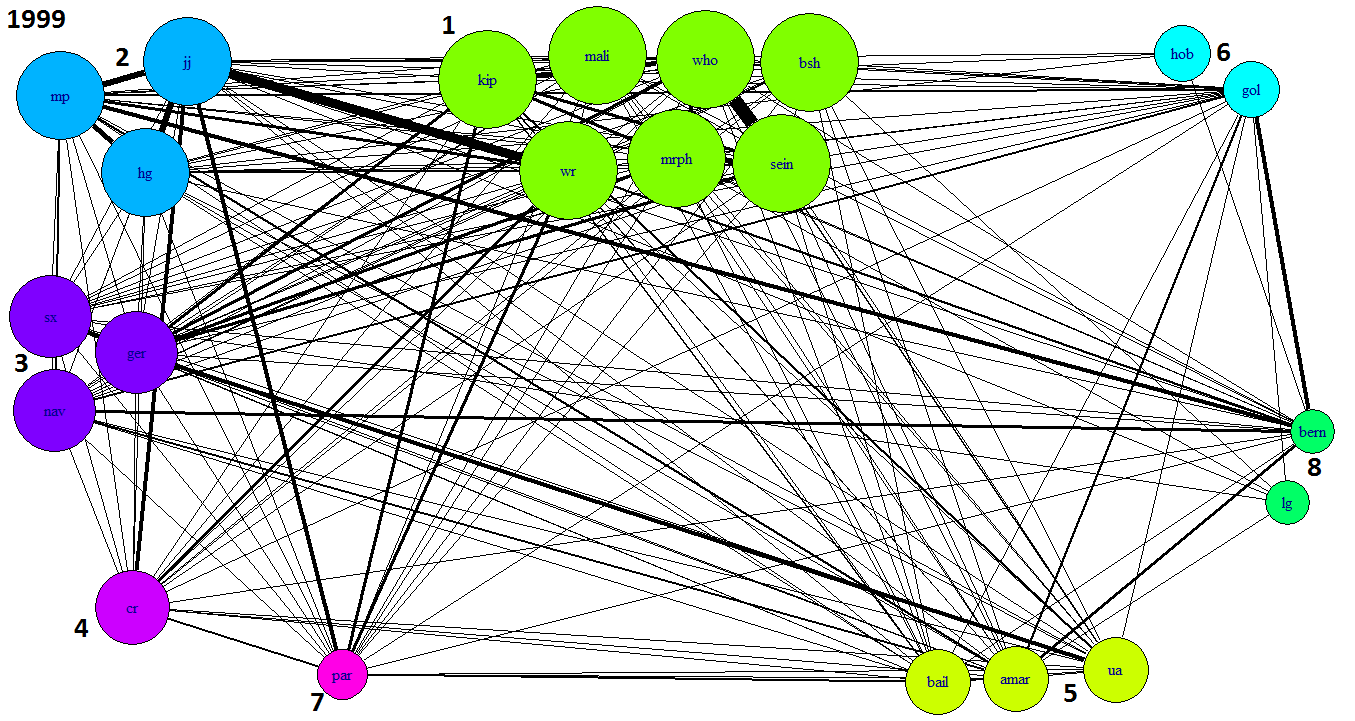 1999
1
2
6
jj
kip
mali
who
bsh
hob
mp
gol
hg
wr
mrph
sein
sx
ger
3
nav
bern
8
lg
cr
4
par
7
bail
amar
5
ua